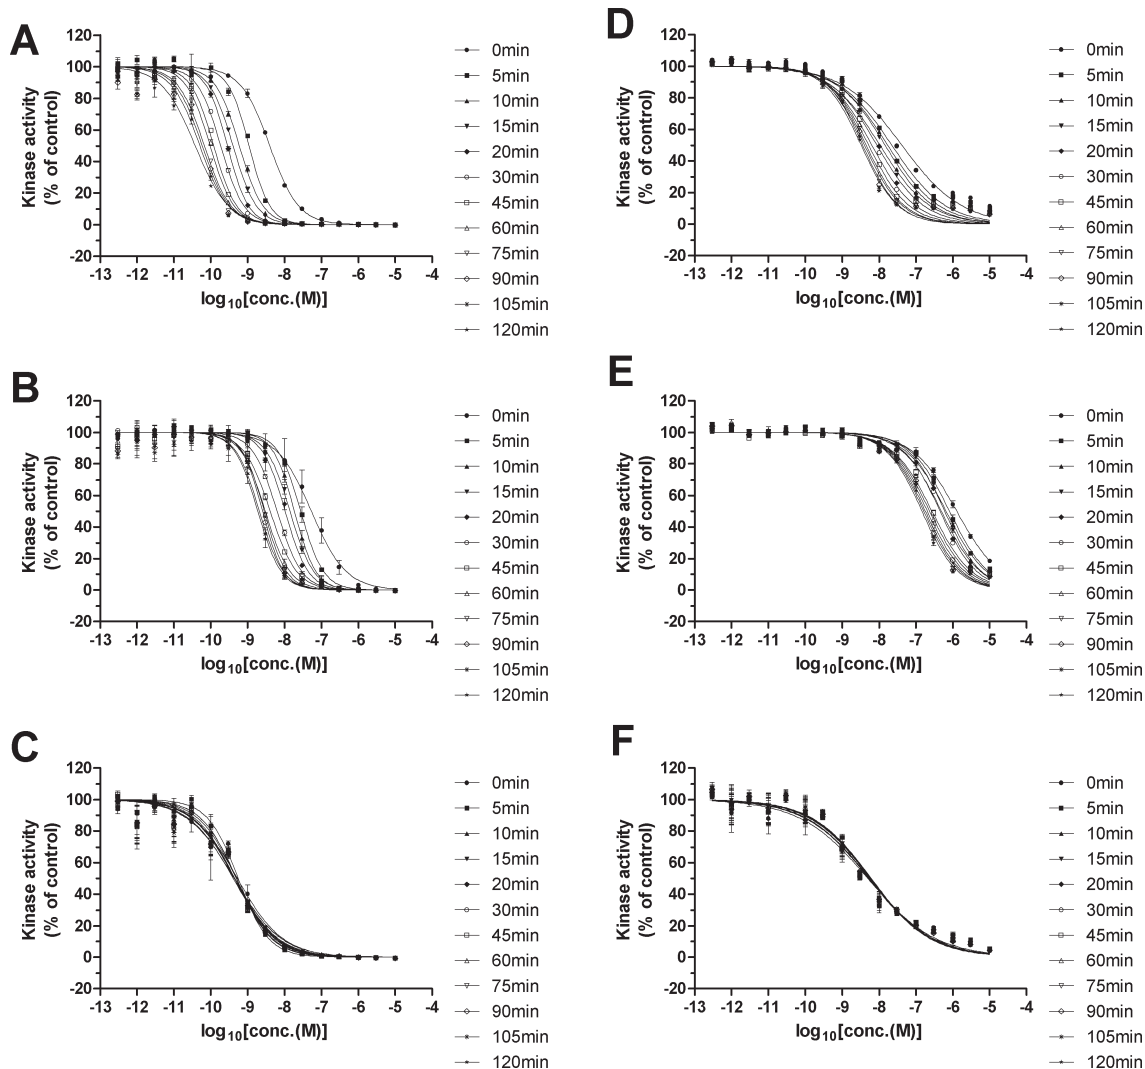 A
120
100
80
60
40
20
0
-20
Kinase activity
(% of control)
-13 -12 -11 -10 -9 -8 -7 -6 -5 -4
log10[conc.(M)]
0min
5min
10min
15min
20min
30min
45min
60min
75min
90min
105min
120min
D
120
100
80
60
40
20
0
-20
Kinase activity
(% of control)
-13 -12 -11 -10 -9 -8 -7 -6 -5 -4
log10[conc.(M)]
0min
5min
10min
15min
20min
30min
45min
60min
75min
90min
105min
120min
B
120
100
80
60
40
20
0
-20
Kinase activity
(% of control)
-13 -12 -11 -10 -9 -8 -7 -6 -5 -4
log10[conc.(M)]
0min
5min
10min
15min
20min
30min
45min
60min
75min
90min
105min
120min
E
120
100
80
60
40
20
0
-20
Kinase activity
(% of control)
-13 -12 -11 -10 -9 -8 -7 -6 -5 -4
log10[conc.(M)]
0min
5min
10min
15min
20min
30min
45min
60min
75min
90min
105min
120min
C
120
100
80
60
40
20
0
-20
Kinase activity
(% of control)
-13 -12 -11 -10 -9 -8 -7 -6 -5 -4
log10[conc.(M)]
0min
5min
10min
15min
20min
30min
45min
60min
75min
90min
105min
120min
F
120
100
80
60
40
20
0
-20
Kinase activity
(% of control)
-13 -12 -11 -10 -9 -8 -7 -6 -5 -4
log10[conc.(M)]
0min
5min
10min
15min
20min
30min
45min
60min
75min
90min
105min
120min